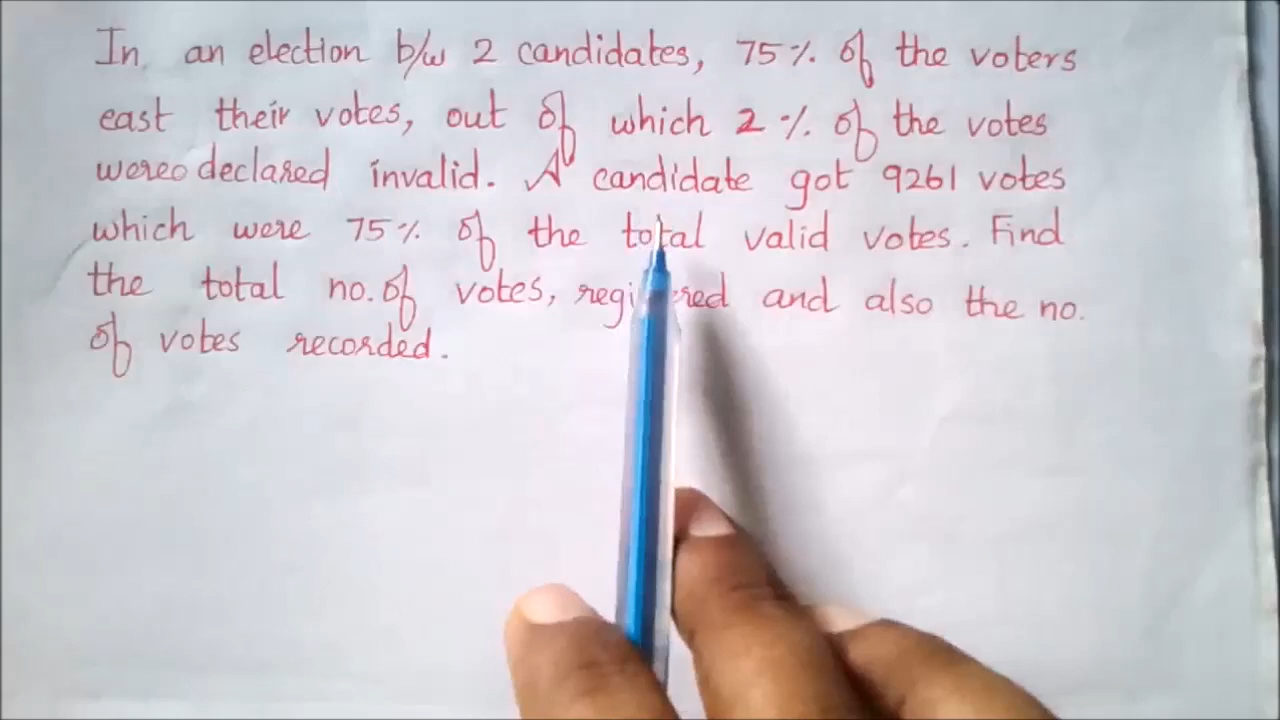 In an election b/w 2 candidates, 75% of the voters
east their votes, out of which 2% of the votes
were declared invalid. A candidate got 9261 votes
which were 75% of the total valid votes. Find
the total no. of votes, and also the no.
of votes recorded.